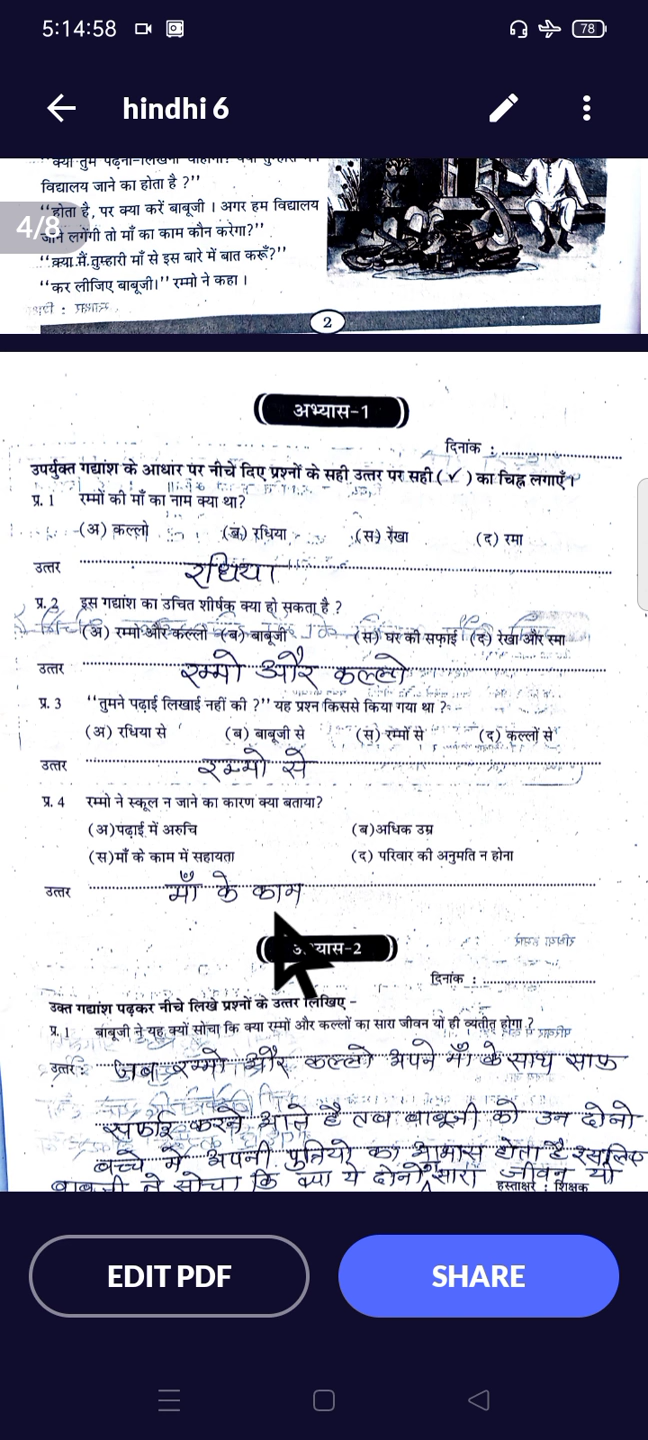 5:14:58
78
hindhi 6
विद्यालय जाने का होता है ?’’
‘‘होता है, पर क्या करें बाबूजी । अगर हम विद्यालय
4/8
जाने लगेंगी तो माँ का काम कौन करेगा?’’
‘‘क्या मैं तुम्हारी माँ से इस बारे में बात करूँ?’’
‘‘कर लीजिए बाबूजी।’’ रम्मो ने कहा ।
2
अभ्यास-1
दिनांक :
उपर्युक्त गद्यांश के आधार पर नीचे दिए प्रश्नों के सही उत्तर पर सही ( ✓ ) का चिह्न लगाएँ।
प्र. 1 रम्मों की माँ का नाम क्या था?
(अ) कल्लो (ब) रधिया (स) रेखा (द) रमा
उत्तर रधिया
प्र.2 इस गद्यांश का उचित शीर्षक क्या हो सकता है ?
(अ) रम्मो और कल्लो (ब) बाबूजी (स) घर की सफाई (द) रेखा और रमा
उत्तर रम्मो और कल्लो
प्र. 3 ‘‘तुमने पढ़ाई लिखाई नहीं की ?’’ यह प्रश्न किससे किया गया था ?
(अ) रधिया से (ब) बाबूजी से (स) रम्मों से (द) कल्लों से
उत्तर रम्मो से
प्र. 4 रम्मो ने स्कूल न जाने का कारण क्या बताया?
(अ)पढ़ाई में अरुचि (ब)अधिक उम्र
(स)माँ के काम में सहायता (द) परिवार की अनुमति न होना
उत्तर माँ के काम
यास-2
दिनांक :
उक्त गद्यांश पढ़कर नीचे लिखे प्रश्नों के उत्तर लिखिए -
प्र. 1 बाबूजी ने यह क्यों सोचा कि क्या रम्मों और कल्लों का सारा जीवन यों ही व्यतीत होगा ?
उत्तर : जब रम्मो और कल्लो अपने माँ के साथ साफ
सफाई करने आते है तब बाबूजी को उन दोनो
बच्चे में अपनी पुत्रियो का आभास होता है इसलिए
बाबूजी ने सोचा कि क्या ये दोनो सारा जीवन यों
हस्ताक्षर : शिक्षक
EDIT PDF
SHARE